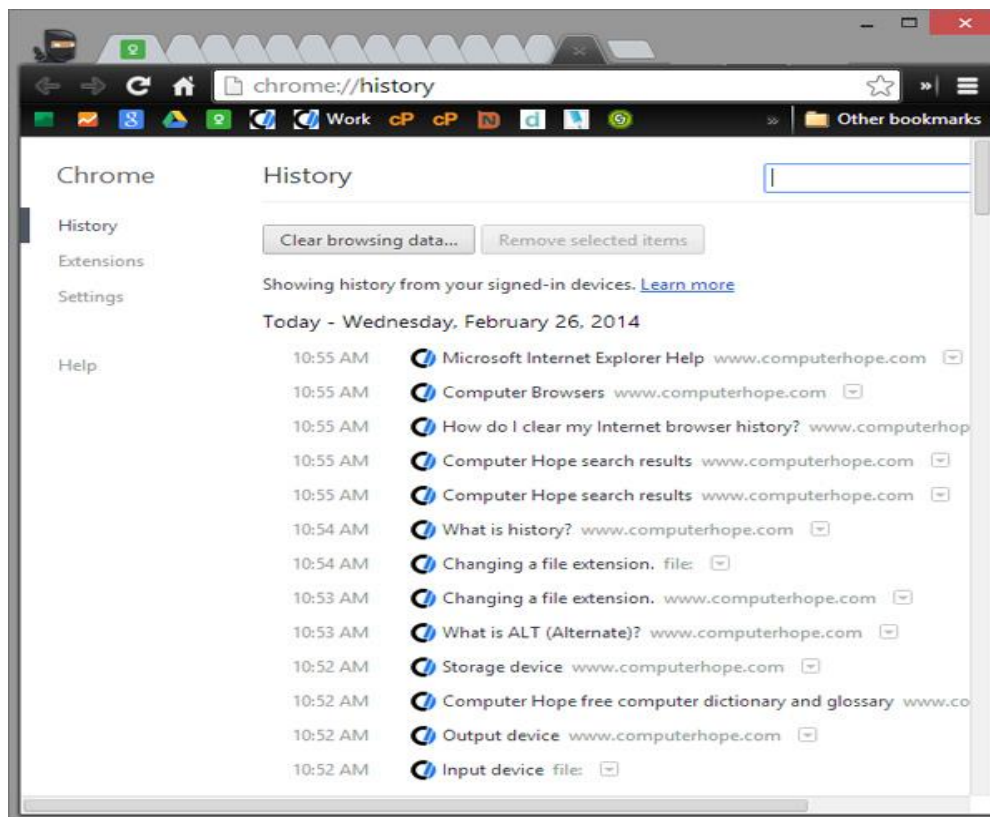 chrome://history
Work cP cP Other bookmarks
Chrome
History
Extensions
Settings
Help
History
Clear browsing data... Remove selected items
Showing history from your signed-in devices. Learn more
Today - Wednesday, February 26, 2014
10:55 AM Microsoft Internet Explorer Help www.computerhope.com
10:55 AM Computer Browsers www.computerhope.com
10:55 AM How do I clear my Internet browser history? www.computerhop
10:55 AM Computer Hope search results www.computerhope.com
10:55 AM Computer Hope search results www.computerhope.com
10:54 AM What is history? www.computerhope.com
10:54 AM Changing a file extension. file:
10:53 AM Changing a file extension. www.computerhope.com
10:53 AM What is ALT (Alternate)? www.computerhope.com
10:52 AM Storage device www.computerhope.com
10:52 AM Computer Hope free computer dictionary and glossary www.co
10:52 AM Output device www.computerhope.com
10:52 AM Input device file: